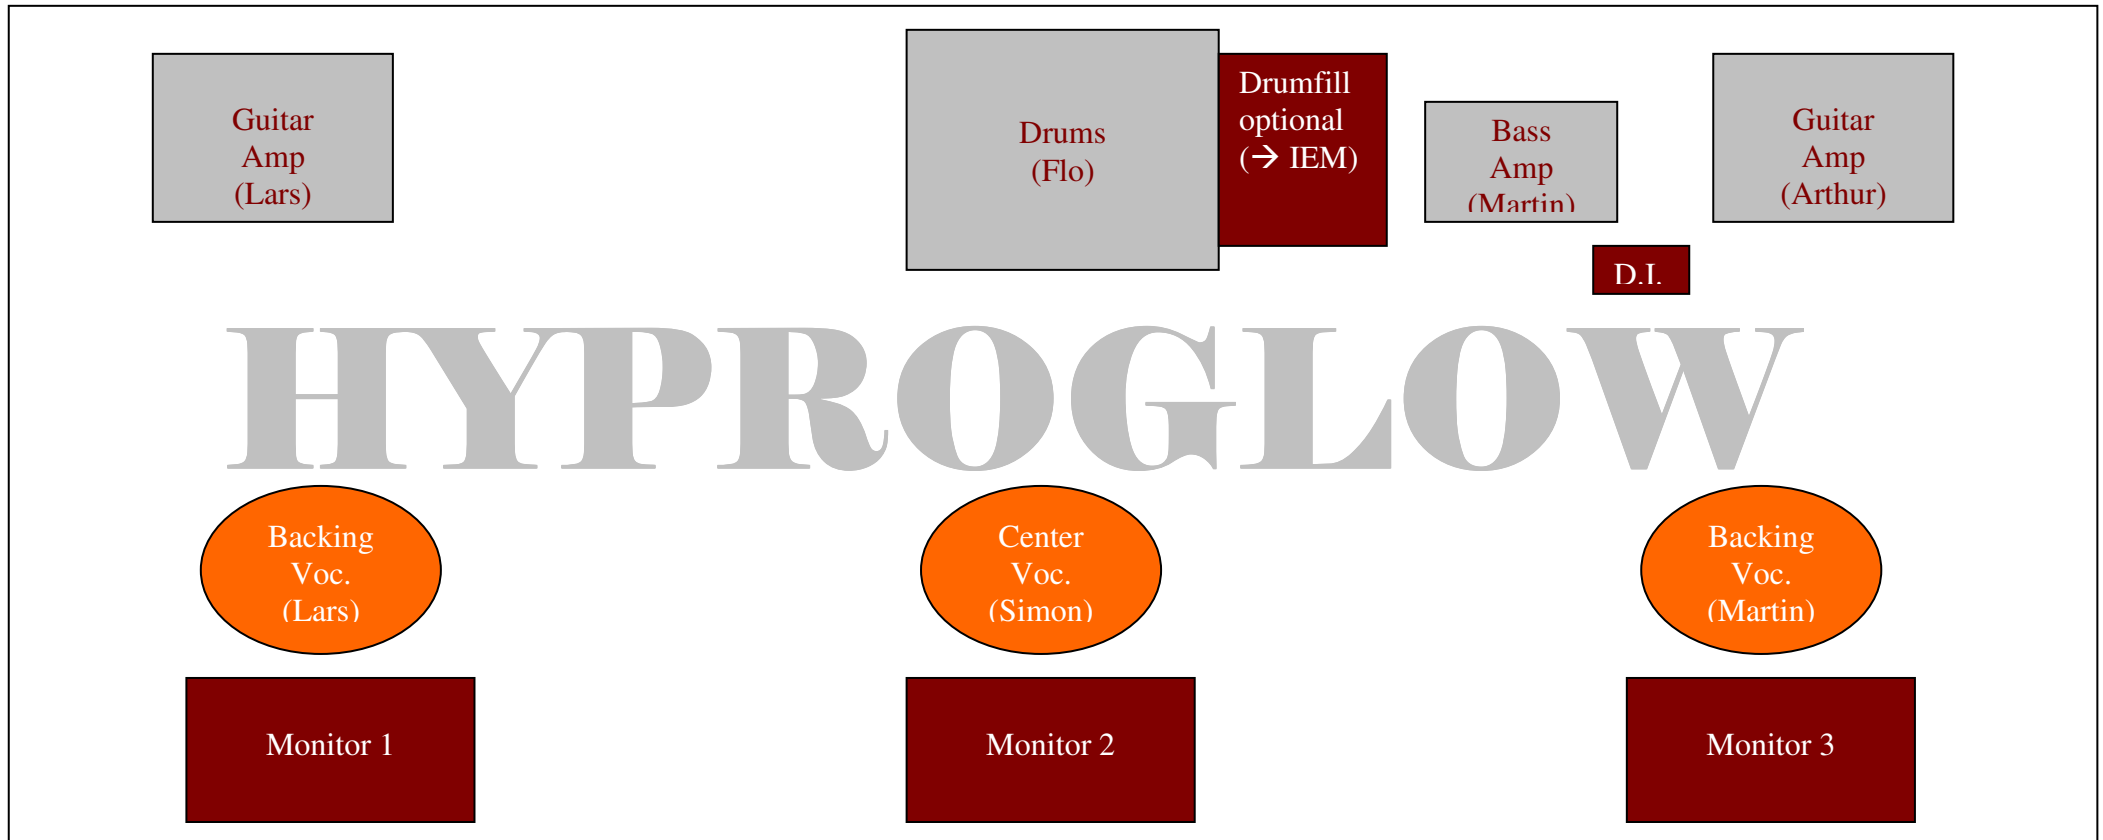 Guitar
Amp
(Lars)
Drums
(Flo)
Drumfill
optional
(→ IEM)
Bass
Amp
(Martin)
Guitar
Amp
(Arthur)
D.I.
HYPROGLOW
Backing
Voc.
(Lars)
Center
Voc.
(Simon)
Backing
Voc.
(Martin)
Monitor 1
Monitor 2
Monitor 3